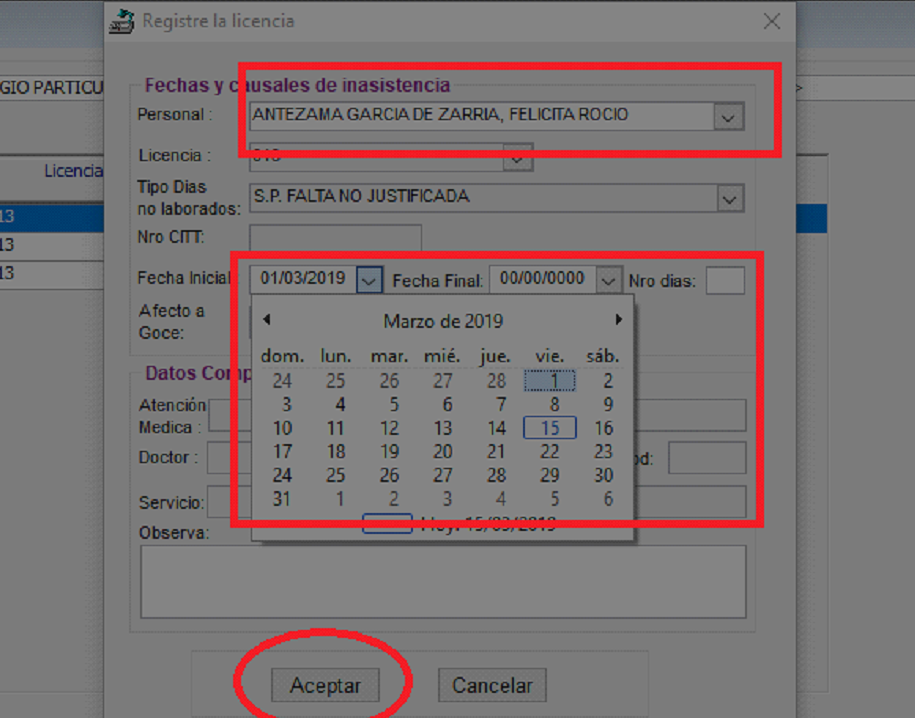 Registre la licencia
GIO PARTICU
Fechas y causales de inasistencia
Personal : ANTEZAMA GARCIA DE ZARRIA, FELICITA ROCIO
Licencia
Licencia :
Tipo Dias
no laborados: S.P. FALTA NO JUSTIFICADA
13
Nro CITT:
13
13
Fecha Inicial 01/03/2019 Fecha Final: 00/00/0000 Nro dias:
Afecto a
Goce:
Marzo de 2019
dom. lun. mar. mié. jue. vie. sáb.
24 25 26 27 28 1 2
3 4 5 6 7 8 9
10 11 12 13 14 15 16
17 18 19 20 21 22 23
24 25 26 27 28 29 30
31 1 2 3 4 5 6
Hoy: 15/03/2019
Datos Comp
Atención
Medica :
Doctor : od:
Servicio:
Observa:
Aceptar Cancelar